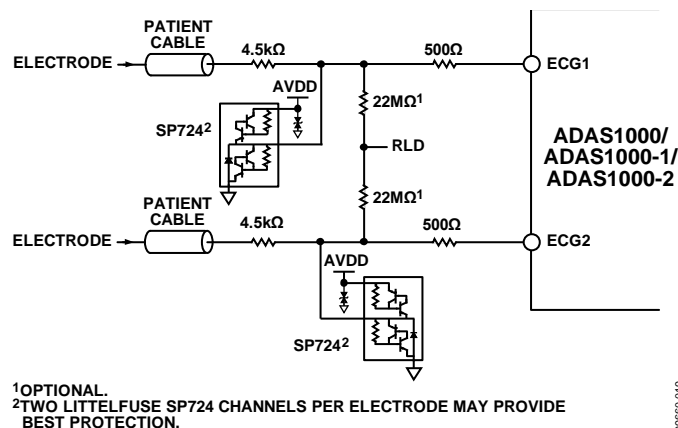 PATIENT
CABLE
4.5kΩ
500Ω
ELECTRODE
ECG1
AVDD
22MΩ1
SP7242
RLD
ADAS1000/
ADAS1000-1/
ADAS1000-2
22MΩ1
PATIENT
CABLE
4.5kΩ
500Ω
ELECTRODE
ECG2
AVDD
SP7242
1OPTIONAL.
2TWO LITTELFUSE SP724 CHANNELS PER ELECTRODE MAY PROVIDE
BEST PROTECTION.